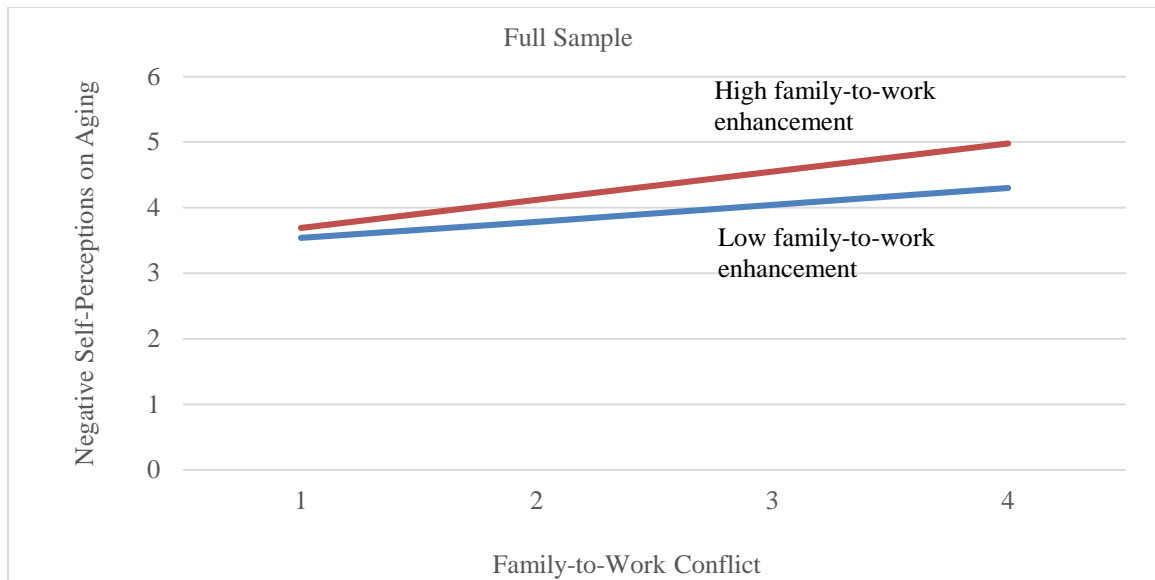 Full Sample
Negative Self-Perceptions on Aging
6
5
4
3
2
1
0
High family-to-work
enhancement
Low family-to-work
enhancement
1
2
3
4
Family-to-Work Conflict